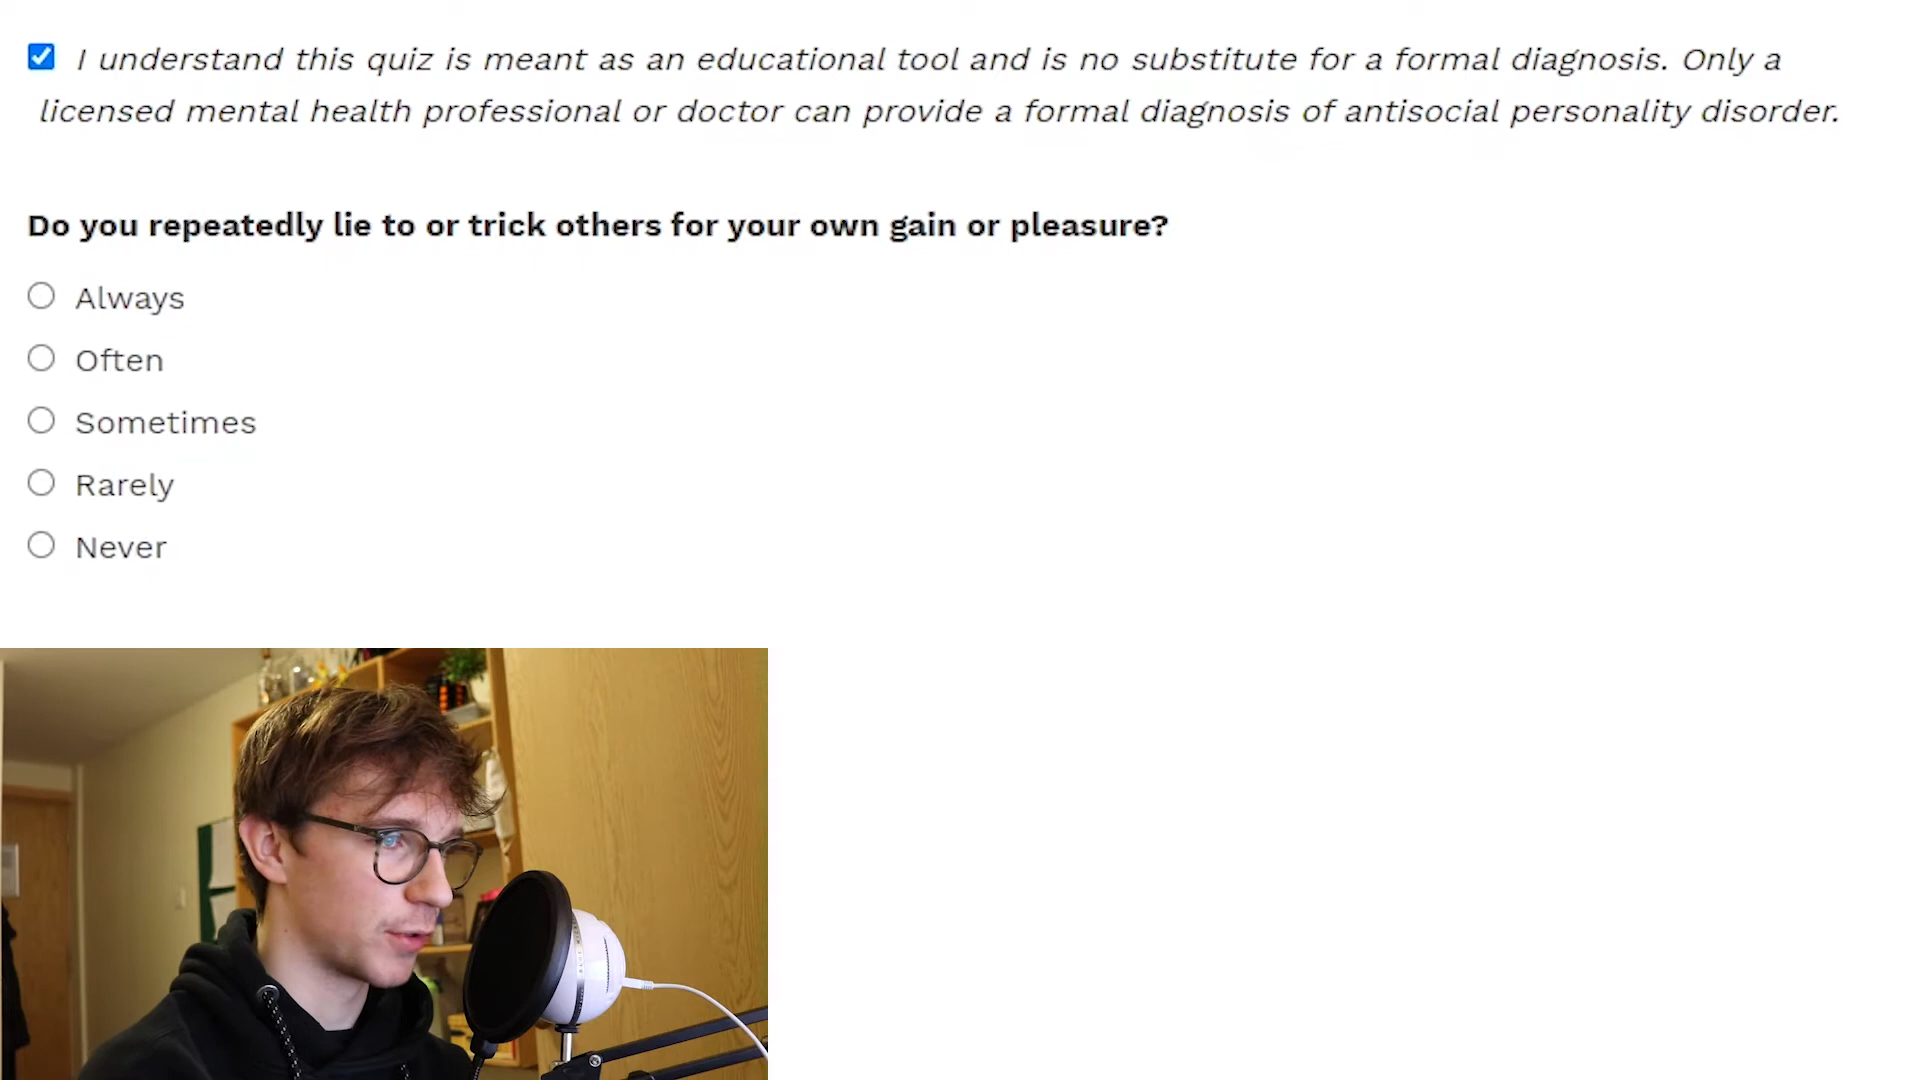 I understand this quiz is meant as an educational tool and is no substitute for a formal diagnosis. Only a
licensed mental health professional or doctor can provide a formal diagnosis of antisocial personality disorder.
Do you repeatedly lie to or trick others for your own gain or pleasure?
Always
Often
Sometimes
Rarely
Never